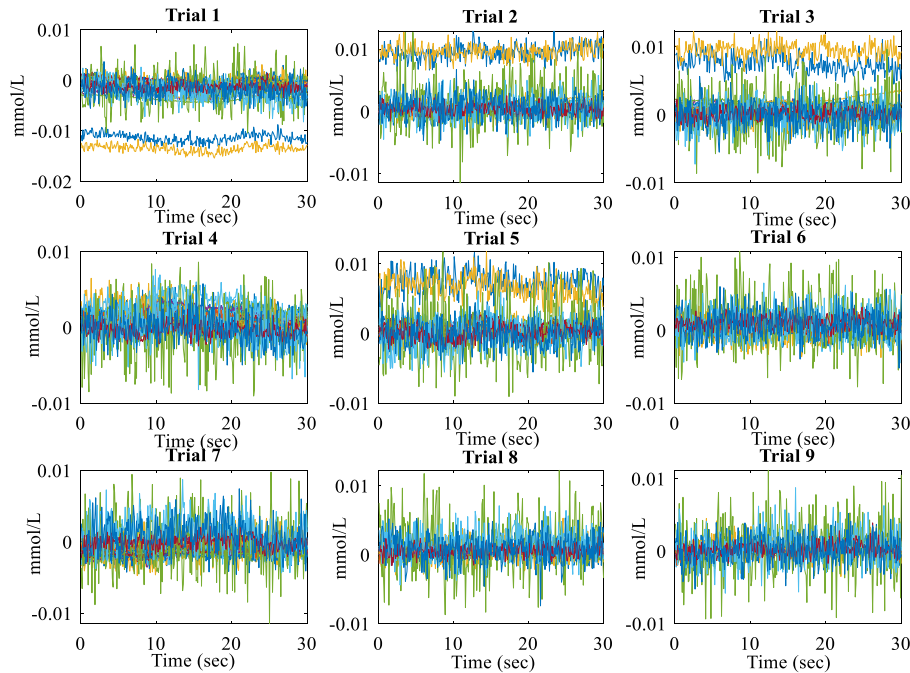 Trial 1
Trial 2
Trial 3
0.01
0
-0.01
-0.02
mmol/L
0 10 20 30
Time (sec)
0.01
0
-0.01
mmol/L
0 10 20 30
Time (sec)
0.01
0
-0.01
mmol/L
0 10 20 30
Time (sec)
Trial 4
Trial 5
Trial 6
0.01
0
-0.01
mmol/L
0 10 20 30
Time (sec)
0.01
0
-0.01
mmol/L
0 10 20 30
Time (sec)
0.01
0
-0.01
mmol/L
0 10 20 30
Time (sec)
Trial 7
Trial 8
Trial 9
0.01
0
-0.01
mmol/L
0 10 20 30
Time (sec)
0.01
0
-0.01
mmol/L
0 10 20 30
Time (sec)
0.01
0
-0.01
mmol/L
0 10 20 30
Time (sec)